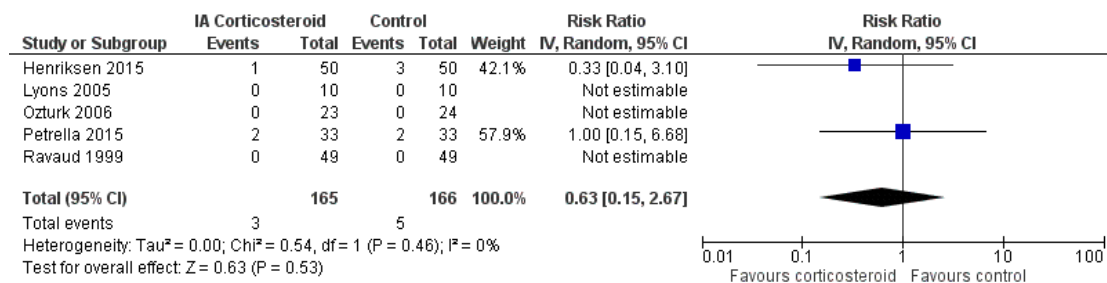 IA Corticosteroid Control Risk Ratio Risk Ratio
Study or Subgroup Events Total Events Total Weight IV, Random, 95% CI IV, Random, 95% CI
Henriksen 2015 1 50 3 50 42.1% 0.33 [0.04, 3.10]
Lyons 2005 0 10 0 10 Not estimable
Ozturk 2006 0 23 0 24 Not estimable
Petrella 2015 2 33 2 33 57.9% 1.00 [0.15, 6.68]
Ravaud 1999 0 49 0 49 Not estimable
Total (95% CI) 165 166 100.0% 0.63 [0.15, 2.67]
Total events 3 5
Heterogeneity: Tau² = 0.00; Chi² = 0.54, df = 1 (P = 0.46); I² = 0%
Test for overall effect: Z = 0.63 (P = 0.53)
0.01 0.1 1 10 100
Favours corticosteroid Favours control